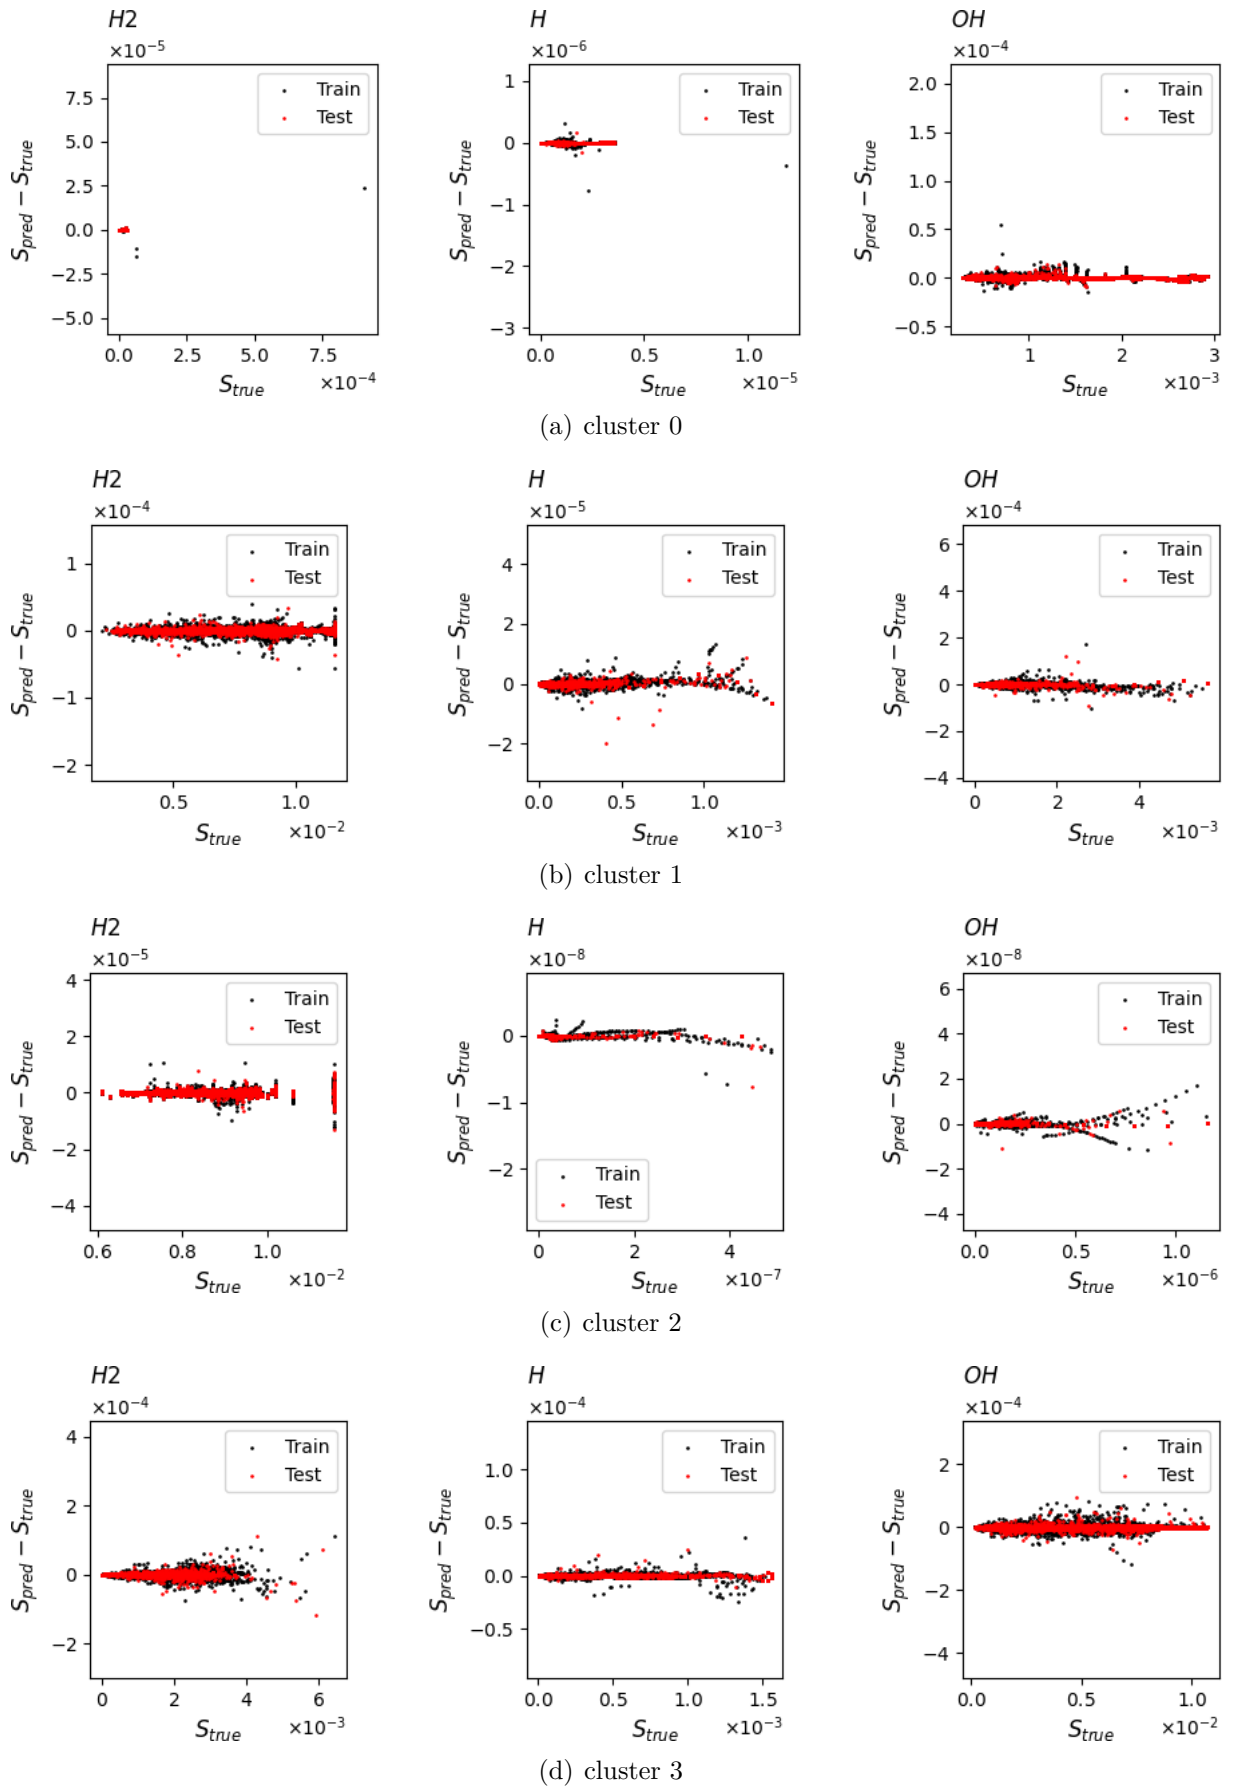 H2 H OH
×10⁻⁵ ×10⁻⁶ ×10⁻⁴
Train Train Train
Test Test Test
7.5 5.0 2.5 0.0 −2.5 −5.0
1 0 −1 −2 −3
2.0 1.5 1.0 0.5 0.0 −0.5
S_pred − S_true S_pred − S_true S_pred − S_true
0.0 2.5 5.0 7.5 0.0 0.5 1.0 1 2 3
S_true ×10⁻⁴ S_true ×10⁻⁵ S_true ×10⁻³
(a) cluster 0
H2 H OH
×10⁻⁴ ×10⁻⁵ ×10⁻⁴
Train Train Train
Test Test Test
1 0 −1 −2
4 2 0 −2
6 4 2 0 −2 −4
S_pred − S_true S_pred − S_true S_pred − S_true
0.5 1.0 0.0 0.5 1.0 0 2 4
S_true ×10⁻² S_true ×10⁻³ S_true ×10⁻³
(b) cluster 1
H2 H OH
×10⁻⁵ ×10⁻⁸ ×10⁻⁸
Train Train Train
Test Test Test
4 2 0 −2 −4
0 −1 −2
6 4 2 0 −2 −4
S_pred − S_true S_pred − S_true S_pred − S_true
0.6 0.8 1.0 0 2 4 0.0 0.5 1.0
S_true ×10⁻² S_true ×10⁻⁷ S_true ×10⁻⁶
(c) cluster 2
H2 H OH
×10⁻⁴ ×10⁻⁴ ×10⁻⁴
Train Train Train
Test Test Test
4 2 0 −2
1.0 0.5 0.0 −0.5
2 0 −2 −4
S_pred − S_true S_pred − S_true S_pred − S_true
0 2 4 6 0.0 0.5 1.0 1.5 0.0 0.5 1.0
S_true ×10⁻³ S_true ×10⁻³ S_true ×10⁻²
(d) cluster 3